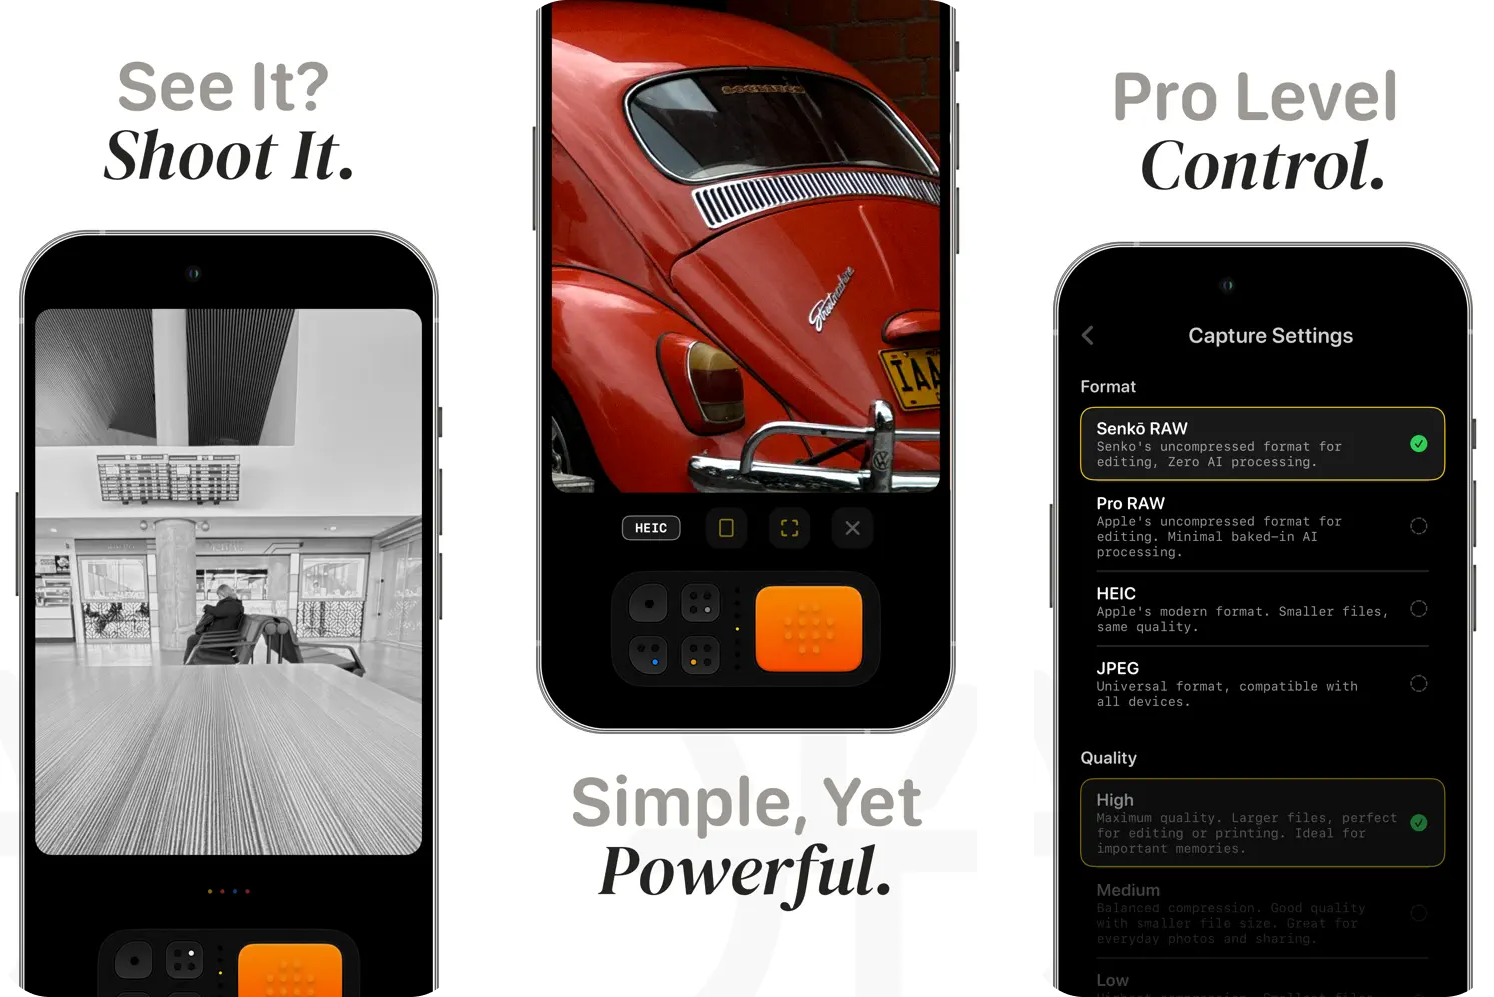 See It?
Shoot It.
HEIC
Streetmachine
IAA
Simple, Yet
Powerful.
Pro Level
Control.
Capture Settings
Format
Senkō RAW
Senko's uncompressed format for
editing, Zero AI processing.
Pro RAW
Apple's uncompressed format for
editing. Minimal baked-in AI
processing.
HEIC
Apple's modern format. Smaller files,
same quality.
JPEG
Universal format, compatible with
all devices.
Quality
High
Maximum quality. Larger files, perfect
for editing or printing. Ideal for
important memories.
Medium
Balanced compression. Good quality
with smaller file size. Great for
everyday photos and sharing.
Low